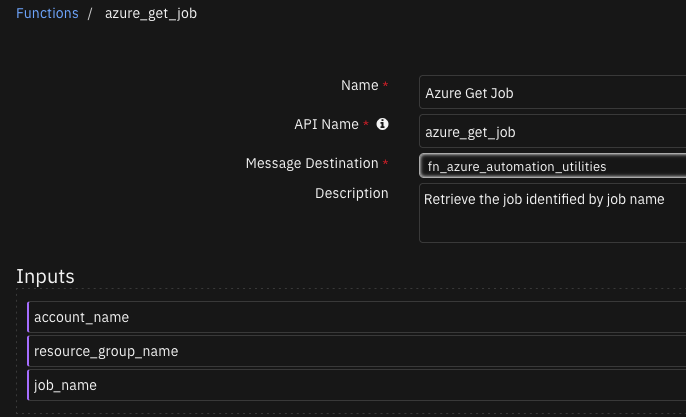 Functions / azure_get_job
Name * Azure Get Job
API Name * azure_get_job
Message Destination * fn_azure_automation_utilities
Description Retrieve the job identified by job name
Inputs
account_name
resource_group_name
job_name